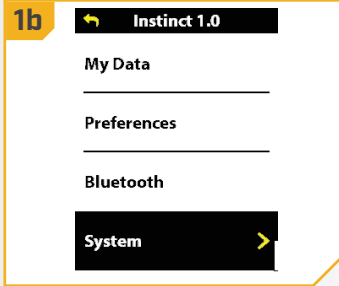 1b
Instinct 1.0
My Data
Preferences
Bluetooth
System